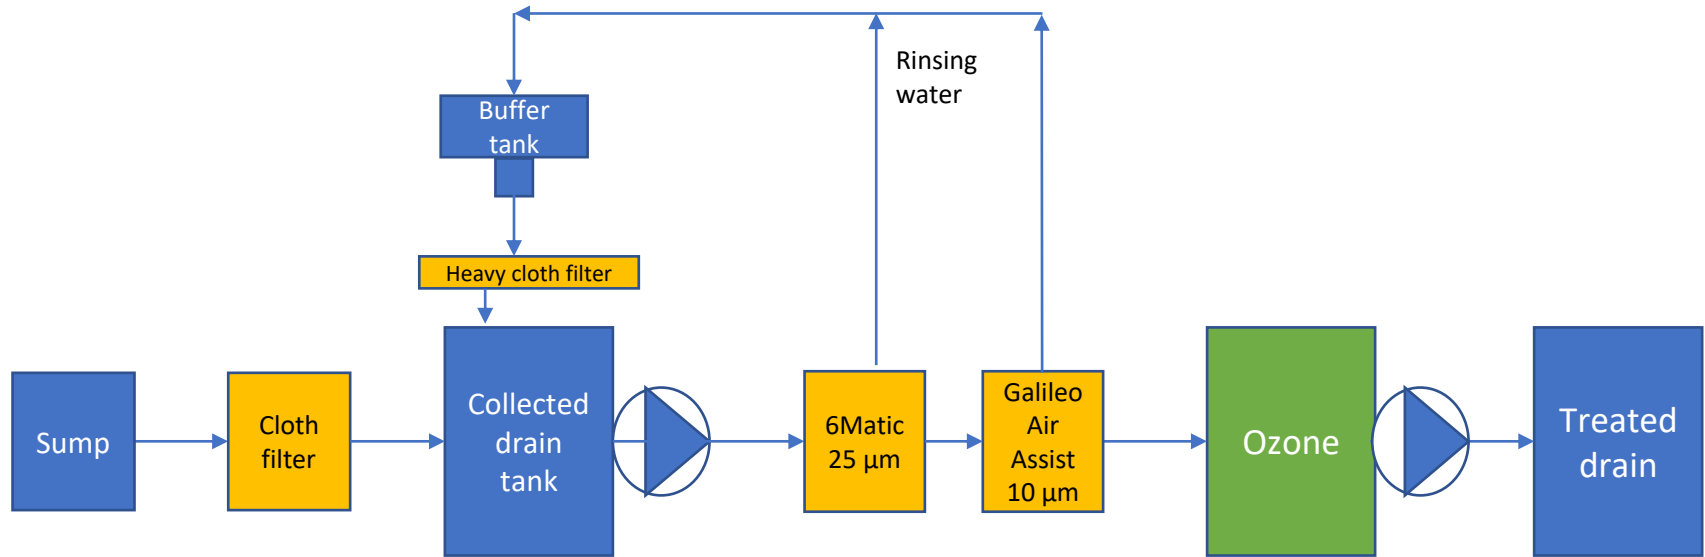 Rinsing
water
Buffer
tank
Heavy cloth filter
Sump
Cloth
filter
Collected
drain
tank
6Matic
25 µm
Galileo
Air
Assist
10 µm
Ozone
Treated
drain